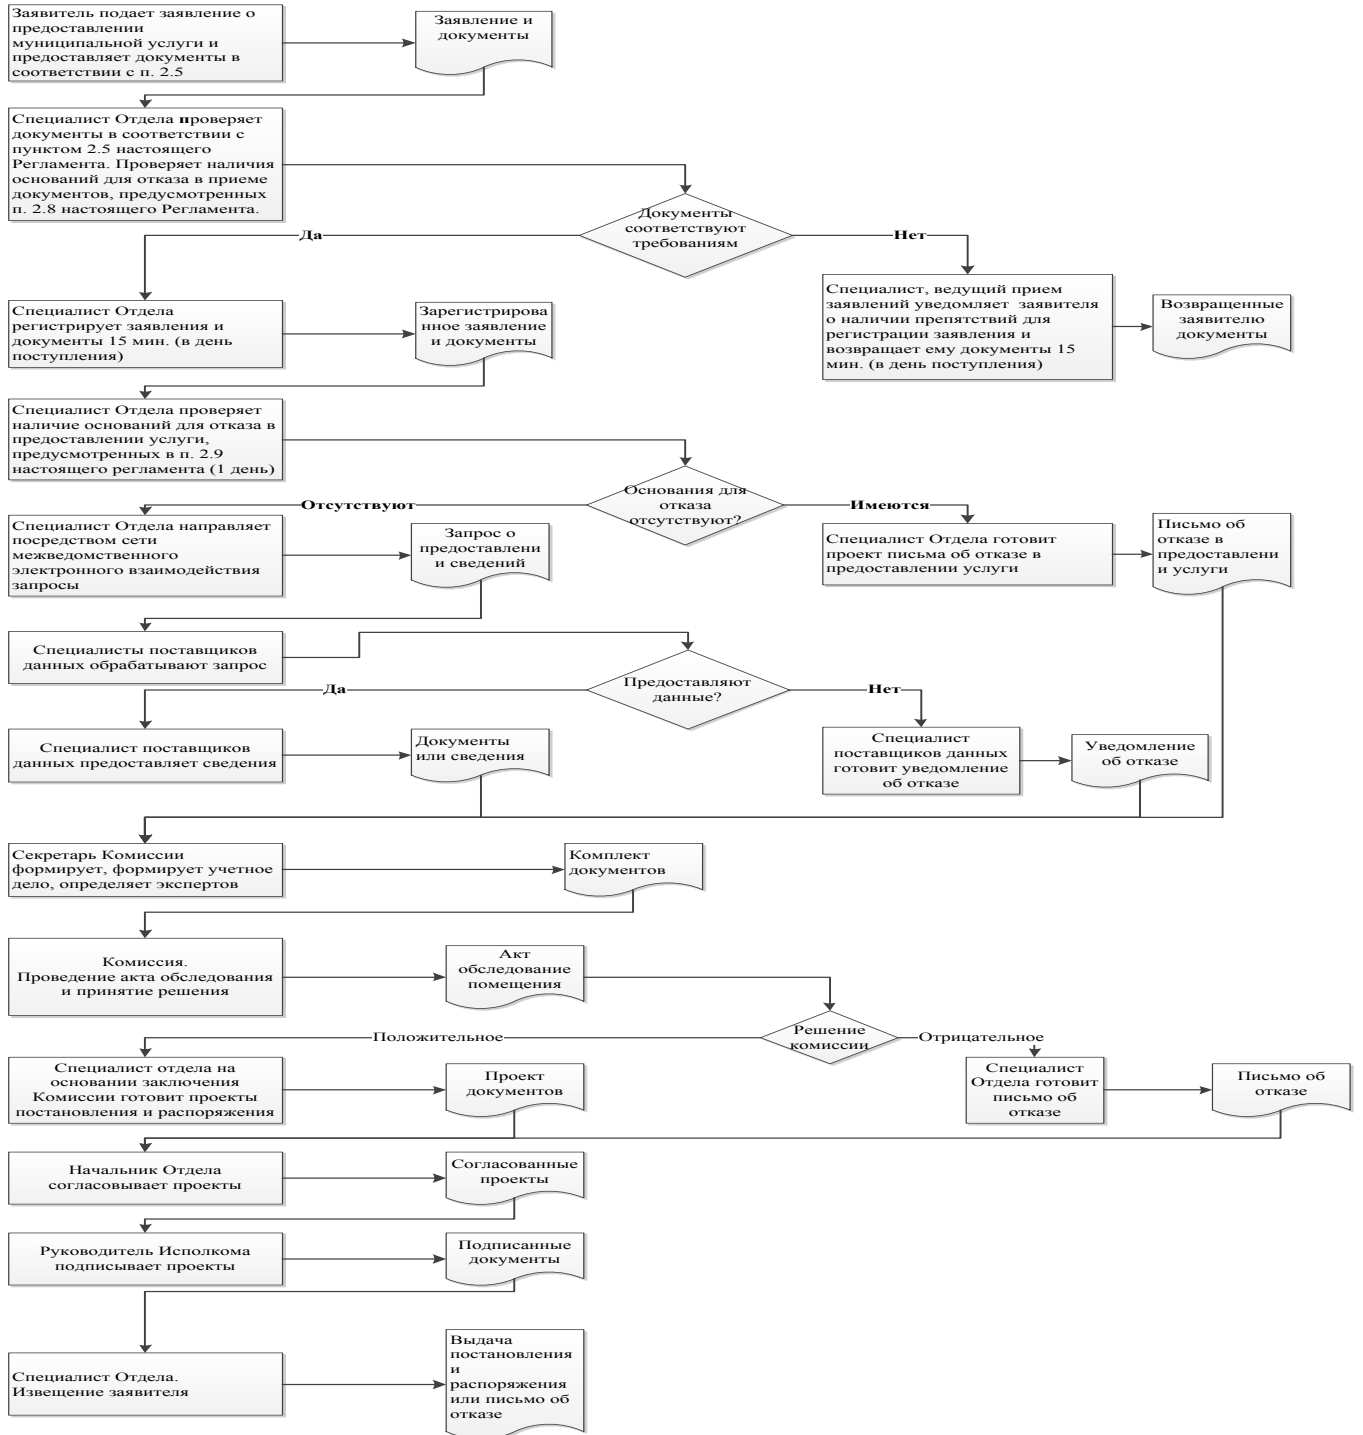 Заявитель подает заявление о
предоставлении
муниципальной услуги и
предоставляет документы в
соответствии с п. 2.5
Заявление и
документы
Специалист Отдела проверяет
документы в соответствии с
пунктом 2.5 настоящего
Регламента. Проверяет наличия
оснований для отказа в приеме
документов, предусмотренных
п. 2.8 настоящего Регламента.
Документы
соответствуют
требованиям
Да
Нет
Специалист Отдела
регистрирует заявления и
документы 15 мин. (в день
поступления)
Зарегистрирова
нное заявление
и документы
Специалист, ведущий прием
заявлений уведомляет заявителя
о наличии препятствий для
регистрации заявления и
возвращает ему документы 15
мин. (в день поступления)
Возвращенные
заявителю
документы
Специалист Отдела проверяет
наличие оснований для отказа в
предоставлении услуги,
предусмотренных в п. 2.9
настоящего регламента (1 день)
Основания для
отказа
отсутствуют?
Отсутствуют
Имеются
Специалист Отдела направляет
посредством сети
межведомственного
электронного взаимодействия
запросы
Запрос о
предоставлени
и сведений
Специалист Отдела готовит
проект письма об отказе в
предоставлении услуги
Письмо об
отказе в
предоставлени
и услуги
Специалисты поставщиков
данных обрабатывают запрос
Предоставляют
данные?
Да
Нет
Специалист поставщиков
данных предоставляет сведения
Документы
или сведения
Специалист
поставщиков данных
готовит уведомление
об отказе
Уведомление
об отказе
Секретарь Комиссии
формирует, формирует учетное
дело, определяет экспертов
Комплект
документов
Комиссия.
Проведение акта обследования
и принятие решения
Акт
обследование
помещения
Решение
комиссии
Положительное
Отрицательное
Специалист отдела на
основании заключения
Комиссии готовит проекты
постановления и распоряжения
Проект
документов
Специалист
Отдела готовит
письмо об
отказе
Письмо об
отказе
Начальник Отдела
согласовывает проекты
Согласованные
проекты
Руководитель Исполкома
подписывает проекты
Подписанные
документы
Специалист Отдела.
Извещение заявителя
Выдача
постановления
и
распоряжения
или письмо об
отказе